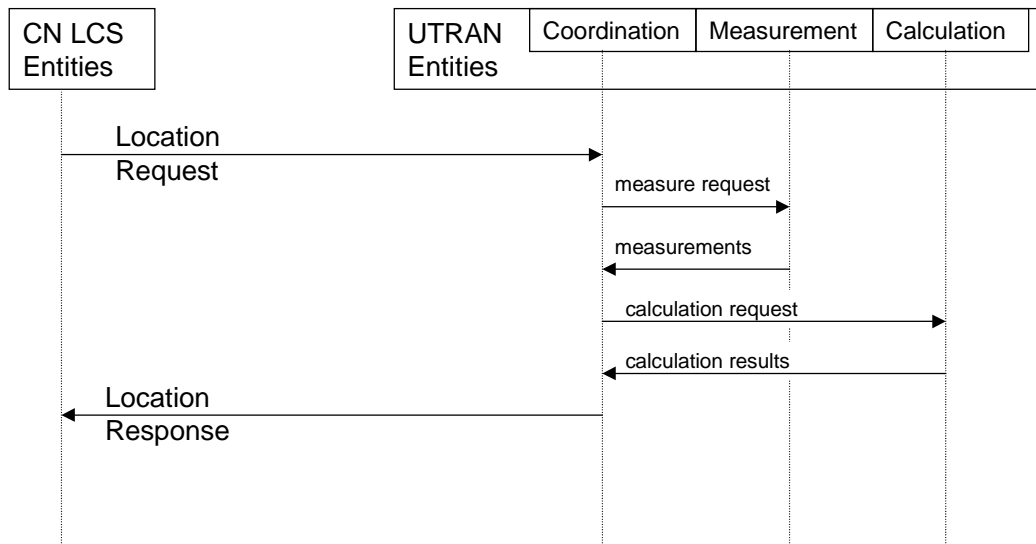 CN LCS
Entities
UTRAN
Entities
Coordination
Measurement
Calculation
Location
Request
measure request
measurements
calculation request
calculation results
Location
Response